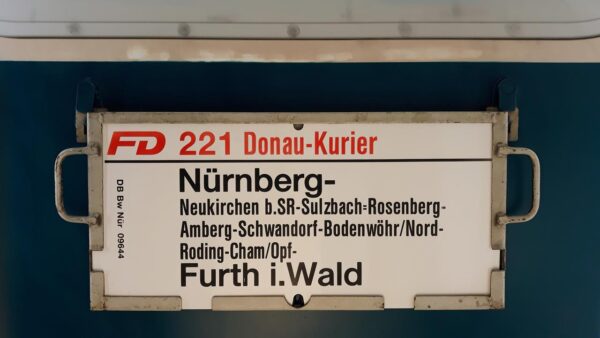 FD 221 Donau-Kurier
Nürnberg-
Neukirchen b.SR-Sulzbach-Rosenberg-
Amberg-Schwandorf-Bodenwöhr/Nord-
Roding-Cham/Opf-
Furth i.Wald
DB Bw Nür 09644